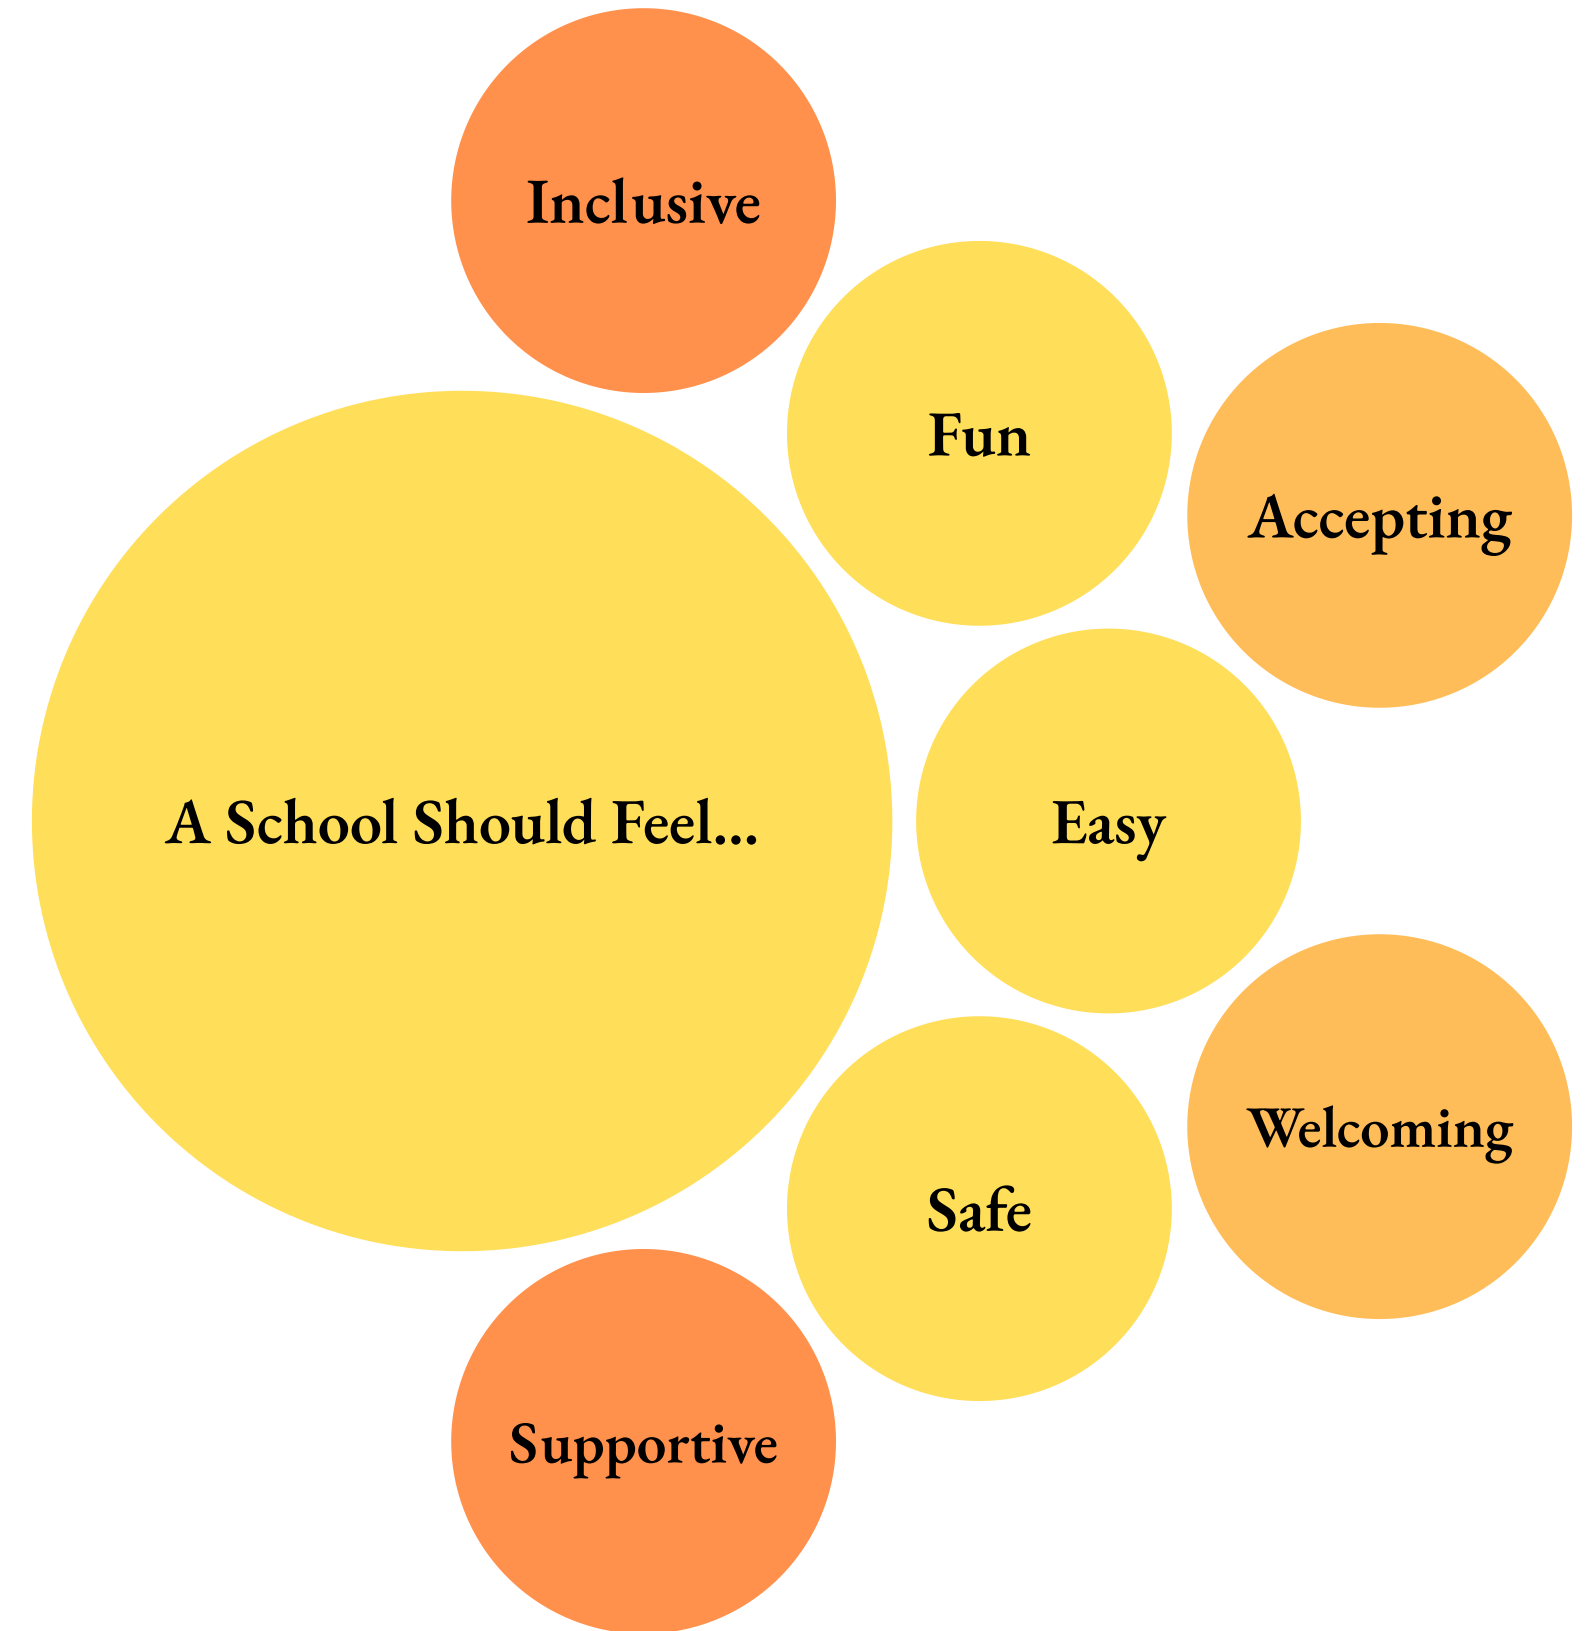 Inclusive
Fun
Accepting
A School Should Feel...
Easy
Welcoming
Safe
Supportive